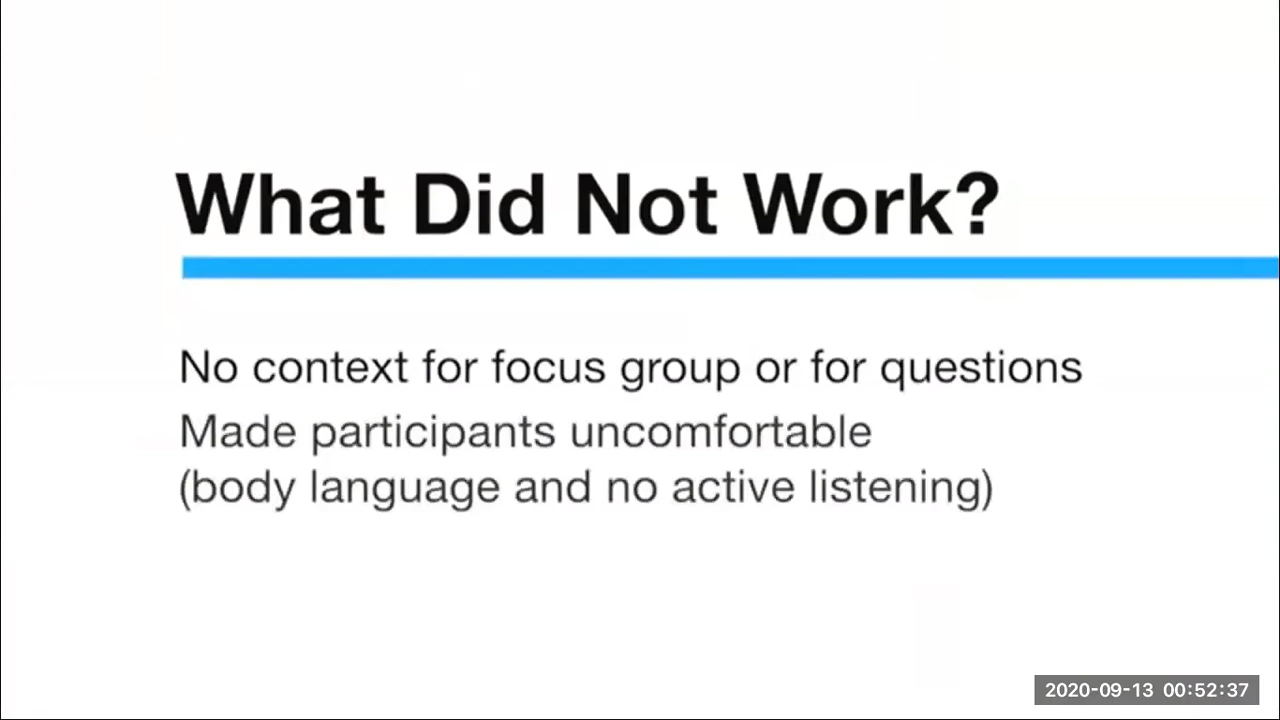 What Did Not Work?
No context for focus group or for questions
Made participants uncomfortable
(body language and no active listening)
2020-09-13 00:52:37